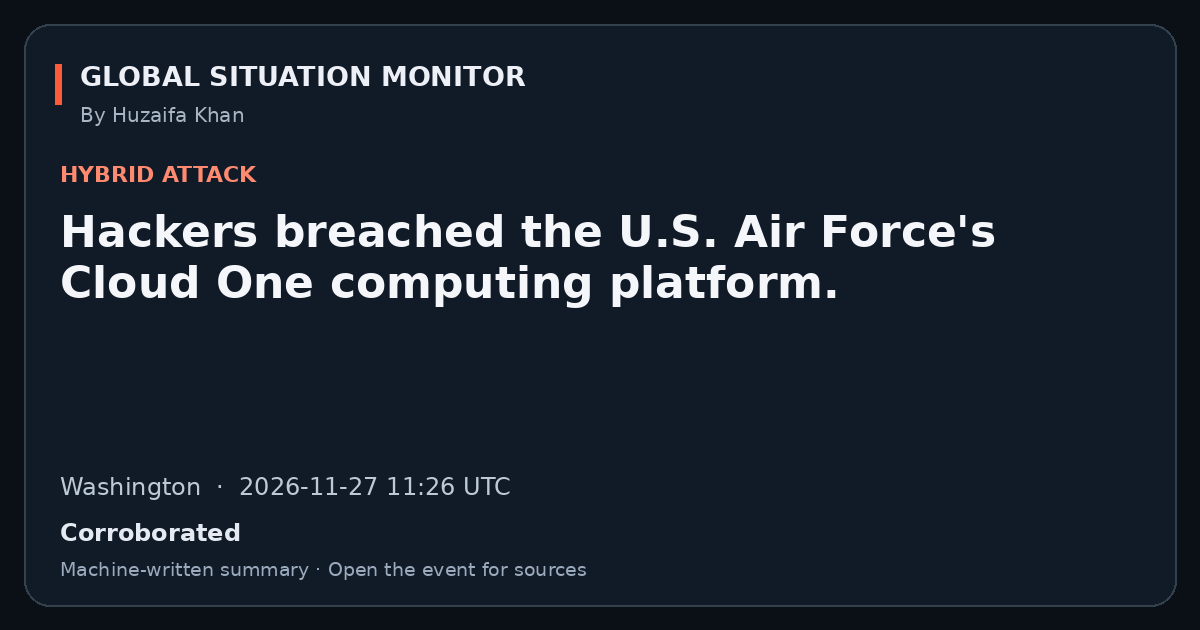 GLOBAL SITUATION MONITOR
By Huzaifa Khan
HYBRID ATTACK
Hackers breached the U.S. Air Force's
Cloud One computing platform.
Washington · 2026-11-27 11:26 UTC
Corroborated
Machine-written summary · Open the event for sources